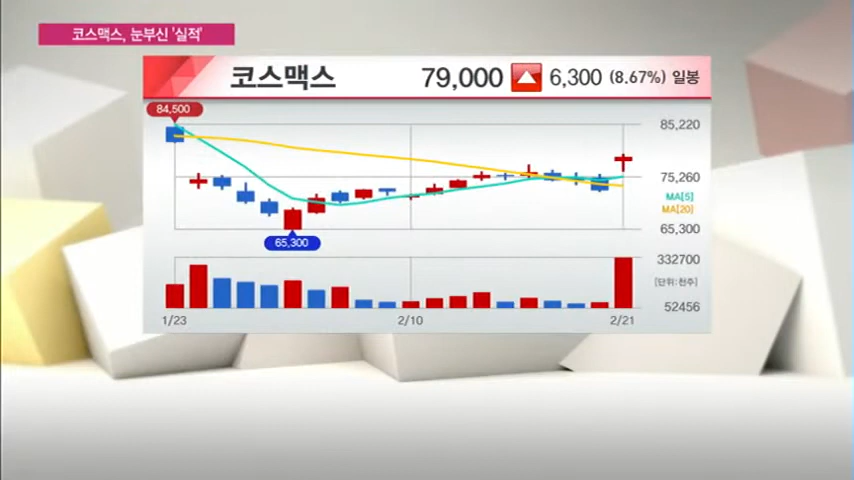 코스맥스, 눈부신 '실적'
코스맥스 79,000 6,300 (8.67%) 일봉
84,500
85,220
75,260
MA[5]
MA[20]
65,300
65,300
332700
[단위:천주]
52456
1/23 2/10 2/21